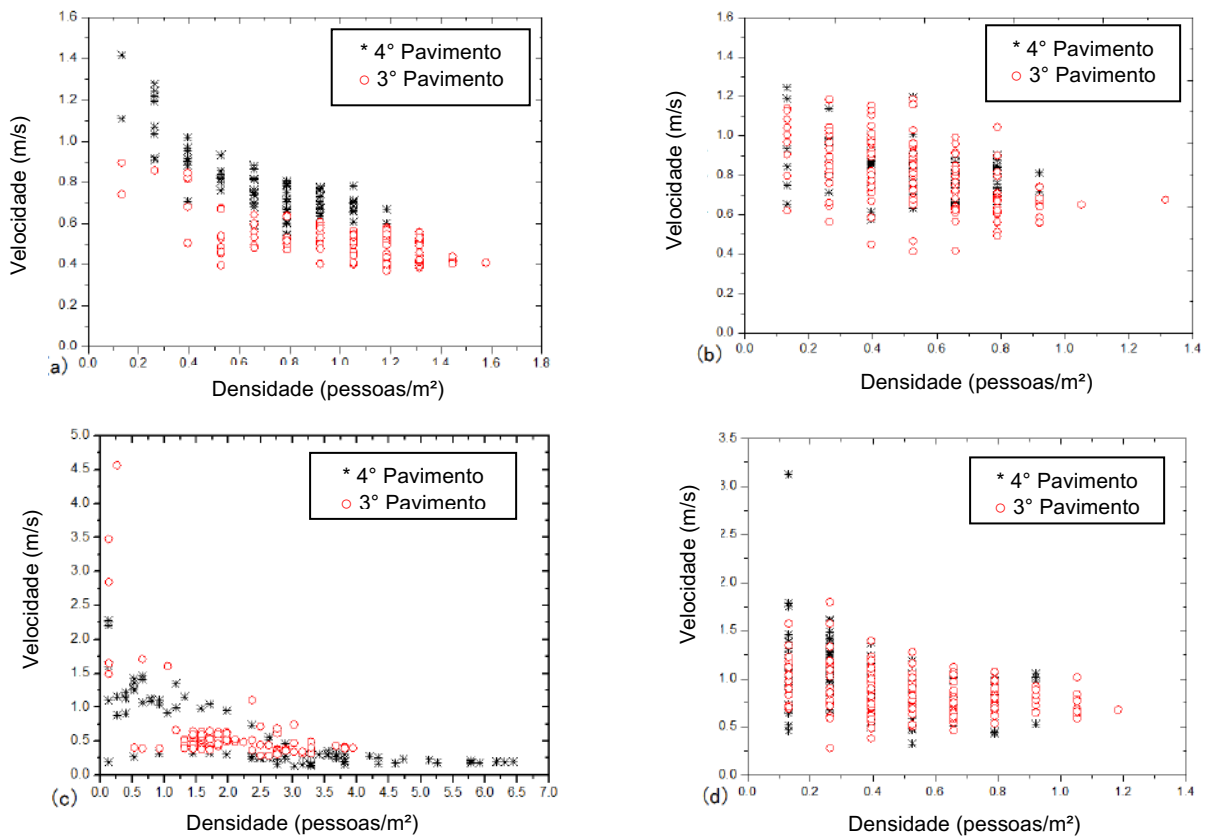 1.6
1.4
1.2
1.0
0.8
0.6
0.4
0.2
0.0
Velocidade (m/s)
* 4° Pavimento
○ 3° Pavimento
0.0 0.2 0.4 0.6 0.8 1.0 1.2 1.4 1.6 1.8
(a)
Densidade (pessoas/m²)
1.6
1.4
1.2
1.0
0.8
0.6
0.4
0.2
0.0
Velocidade (m/s)
* 4° Pavimento
○ 3° Pavimento
(b)
0.0 0.2 0.4 0.6 0.8 1.0 1.2 1.4
Densidade (pessoas/m²)
5.0
4.5
4.0
3.5
3.0
2.5
2.0
1.5
1.0
0.5
0.0
Velocidade (m/s)
* 4° Pavimento
○ 3° Pavimento
(c)
0.0 0.5 1.0 1.5 2.0 2.5 3.0 3.5 4.0 4.5 5.0 5.5 6.0 6.5 7.0
Densidade (pessoas/m²)
3.5
3.0
2.5
2.0
1.5
1.0
0.5
0.0
Velocidade (m/s)
* 4° Pavimento
○ 3° Pavimento
(d)
0.0 0.2 0.4 0.6 0.8 1.0 1.2 1.4
Densidade (pessoas/m²)